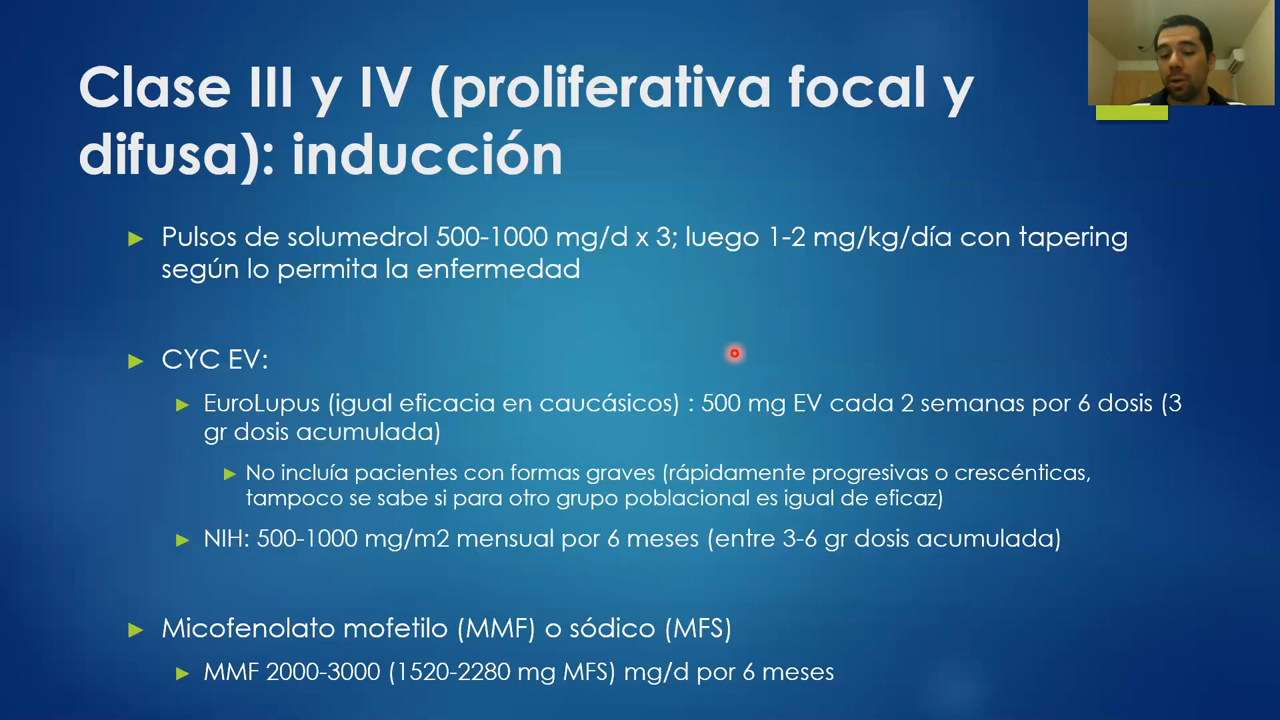 Clase III y IV (proliferativa focal y
difusa): inducción
Pulsos de solumedrol 500-1000 mg/d x 3; luego 1-2 mg/kg/día con tapering
según lo permita la enfermedad
CYC EV:
EuroLupus (igual eficacia en caucásicos) : 500 mg EV cada 2 semanas por 6 dosis (3
gr dosis acumulada)
No incluía pacientes con formas graves (rápidamente progresivas o crescénticas,
tampoco se sabe si para otro grupo poblacional es igual de eficaz)
NIH: 500-1000 mg/m2 mensual por 6 meses (entre 3-6 gr dosis acumulada)
Micofenolato mofetilo (MMF) o sódico (MFS)
MMF 2000-3000 (1520-2280 mg MFS) mg/d por 6 meses